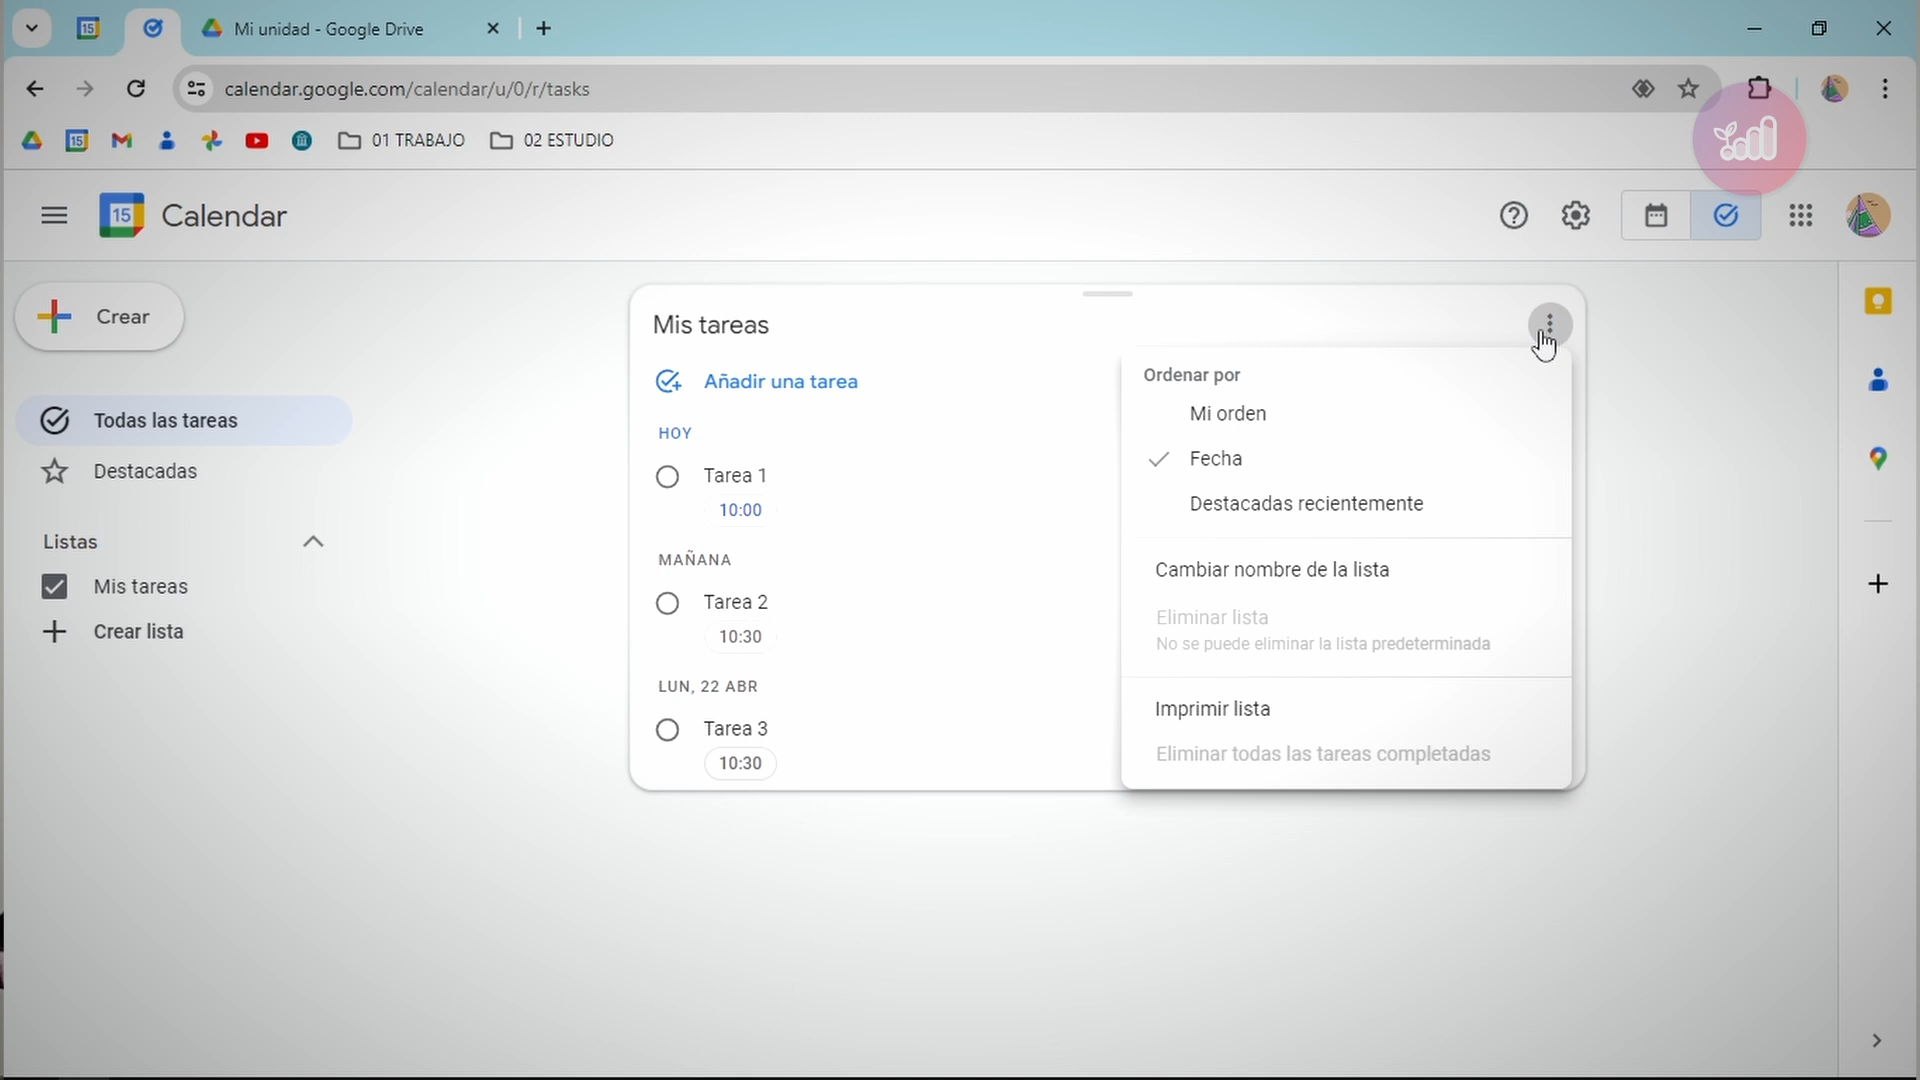 Mi unidad - Google Drive
calendar.google.com/calendar/u/0/r/tasks
15
01 TRABAJO
02 ESTUDIO
15
Calendar
Crear
Todas las tareas
Destacadas
Listas
Mis tareas
Crear lista
Mis tareas
Añadir una tarea
HOY
Tarea 1
10:00
MAÑANA
Tarea 2
10:30
LUN, 22 ABR
Tarea 3
10:30
Ordenar por
Mi orden
Fecha
Destacadas recientemente
Cambiar nombre de la lista
Eliminar lista
No se puede eliminar la lista predeterminada
Imprimir lista
Eliminar todas las tareas completadas